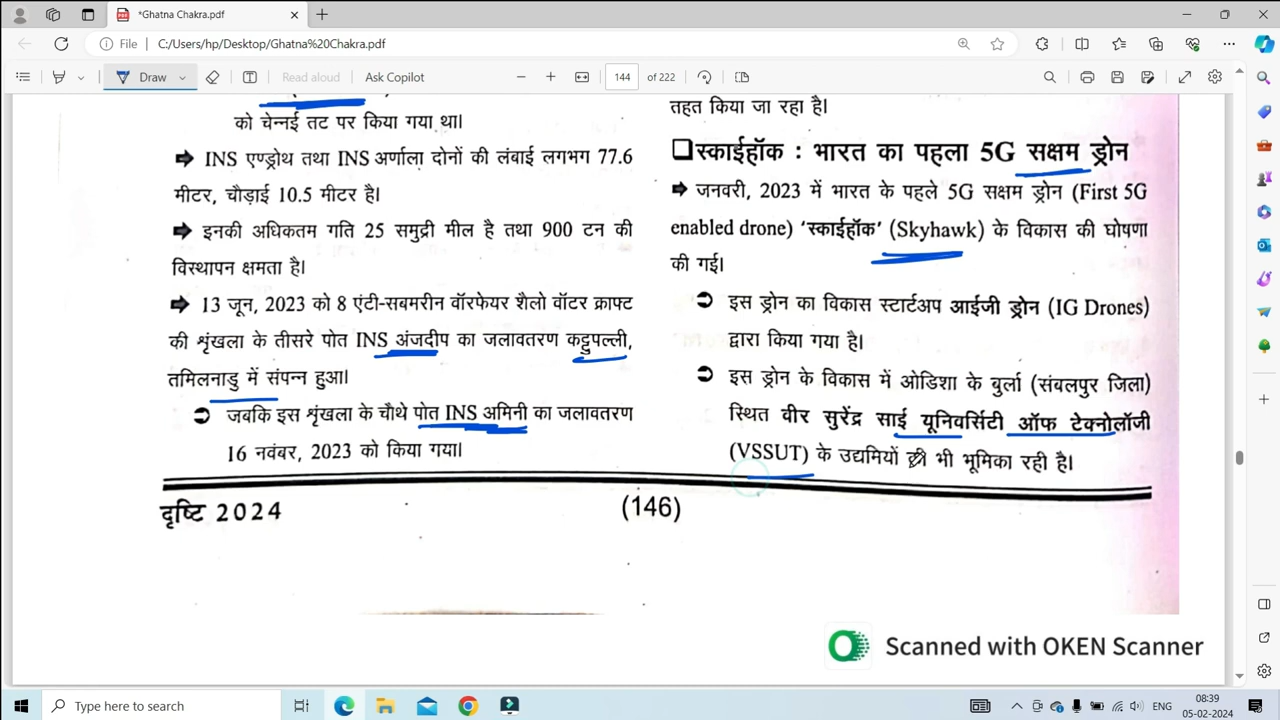 *Ghatna Chakra.pdf
File
C:/Users/hp/Desktop/Ghatna%20Chakra.pdf
Draw
Read aloud
Ask Copilot
144
of 222
को चेन्नई तट पर किया गया था।
INS एण्ड्रोथ तथा INS अर्णाला दोनों की लंबाई लगभग 77.6
मीटर, चौड़ाई 10.5 मीटर है।
इनकी अधिकतम गति 25 समुद्री मील है तथा 900 टन की
विस्थापन क्षमता है।
13 जून, 2023 को 8 एंटी-सबमरीन वॉरफेयर शैलो वॉटर क्राफ्ट
की श्रृंखला के तीसरे पोत INS अंजदीप का जलावतरण कट्टुपल्ली,
तमिलनाडु में संपन्न हुआ।
जबकि इस श्रृंखला के चौथे पोत INS अमिनी का जलावतरण
16 नवंबर, 2023 को किया गया।
तहत किया जा रहा है।
स्काईहॉक : भारत का पहला 5G सक्षम ड्रोन
जनवरी, 2023 में भारत के पहले 5G सक्षम ड्रोन (First 5G
enabled drone) ‘स्काईहॉक’ (Skyhawk) के विकास की घोषणा
की गई।
इस ड्रोन का विकास स्टार्टअप आईजी ड्रोन (IG Drones)
द्वारा किया गया है।
इस ड्रोन के विकास में ओडिशा के बुर्ला (संबलपुर जिला)
स्थित वीर सुरेंद्र साई यूनिवर्सिटी ऑफ टेक्नोलॉजी
(VSSUT) के उद्यमियों की भी भूमिका रही है।
दृष्टि 2024
(146)
Scanned with OKEN Scanner
Type here to search
ENG
08:39
05-02-2024